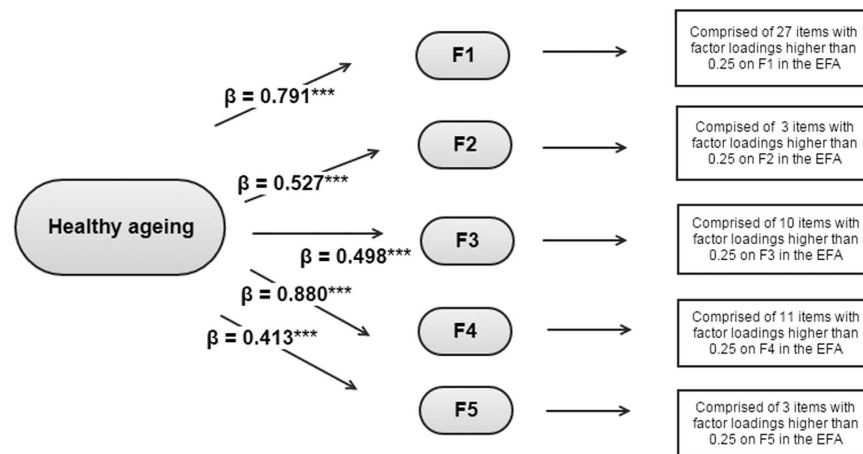 Healthy ageing
β = 0.791***
β = 0.527***
β = 0.498***
β = 0.880***
β = 0.413***
F1
F2
F3
F4
F5
Comprised of 27 items with
factor loadings higher than
0.25 on F1 in the EFA
Comprised of 3 items with
factor loadings higher than
0.25 on F2 in the EFA
Comprised of 10 items with
factor loadings higher than
0.25 on F3 in the EFA
Comprised of 11 items with
factor loadings higher than
0.25 on F4 in the EFA
Comprised of 3 items with
factor loadings higher than
0.25 on F5 in the EFA